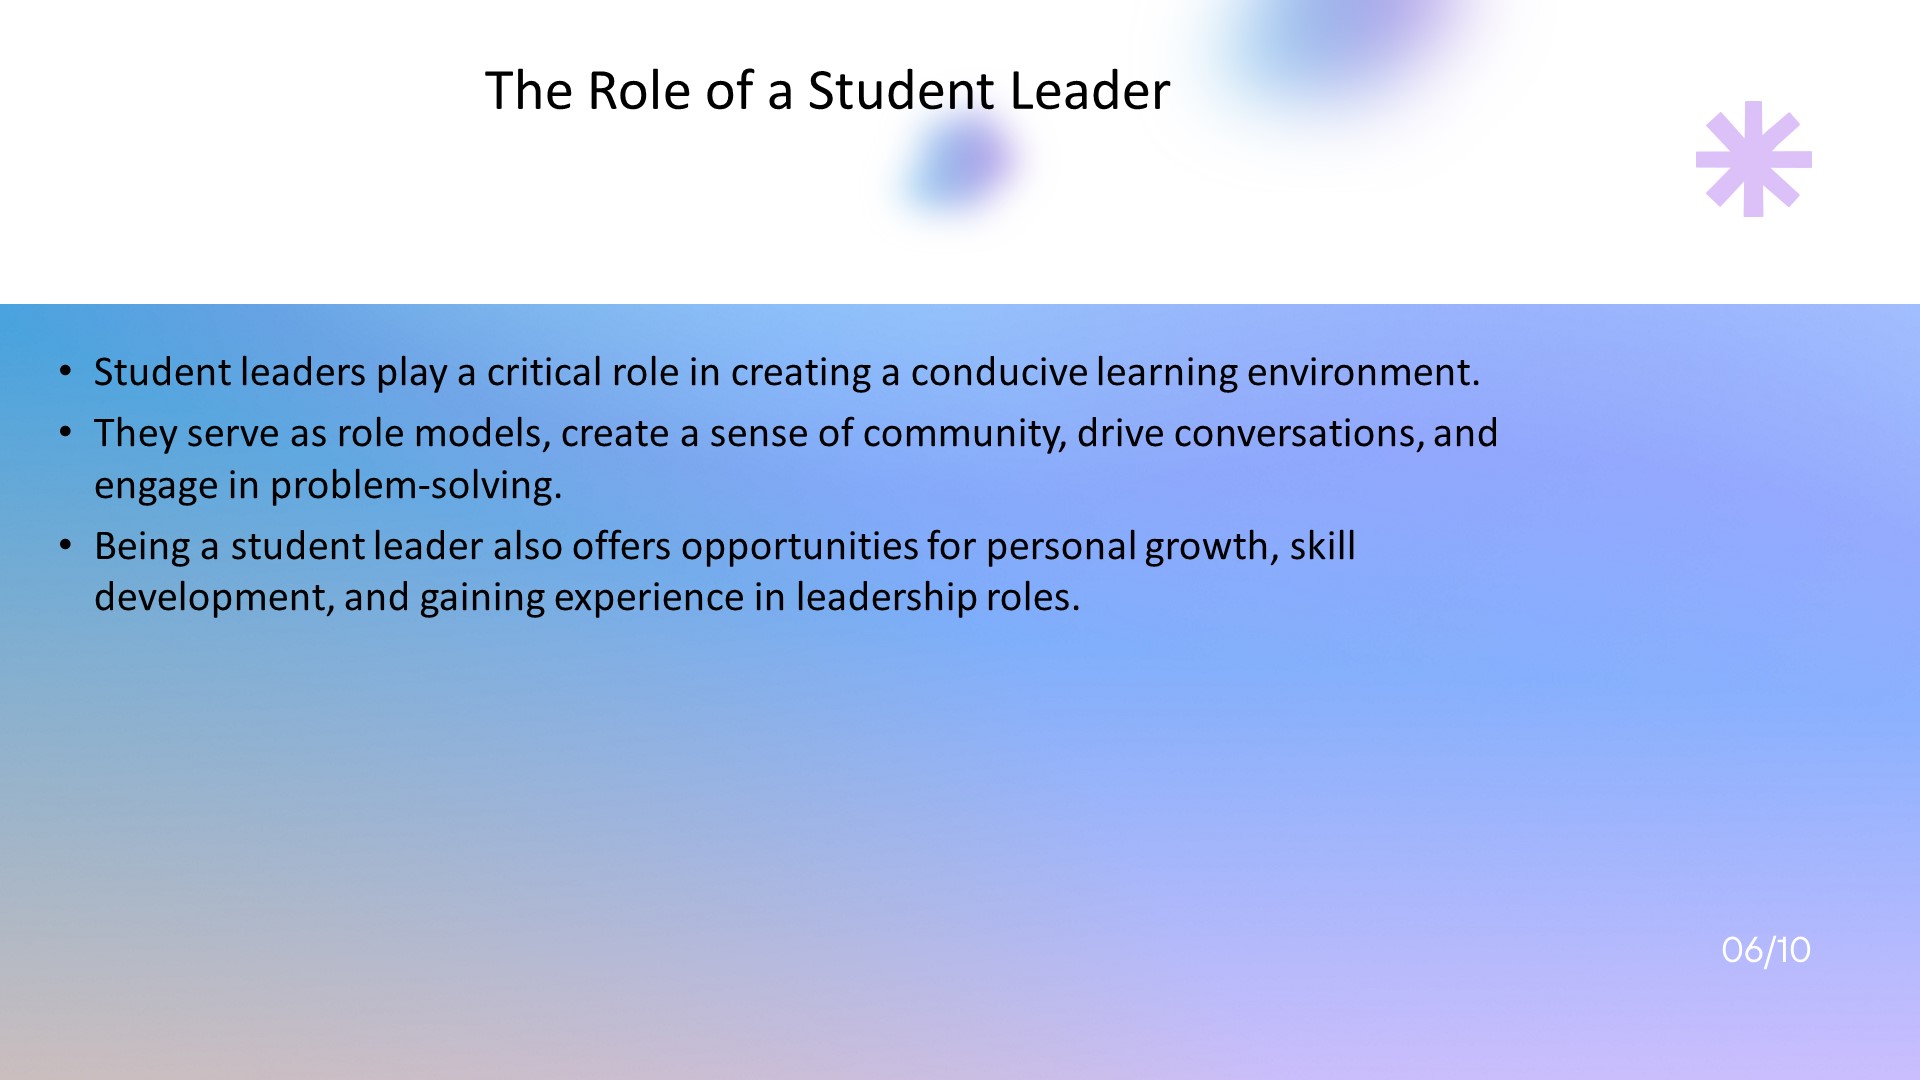 The Role of a Student Leader
• Student leaders play a critical role in creating a conducive learning environment.
• They serve as role models, create a sense of community, drive conversations, and
engage in problem-solving.
• Being a student leader also offers opportunities for personal growth, skill
development, and gaining experience in leadership roles.
06/10